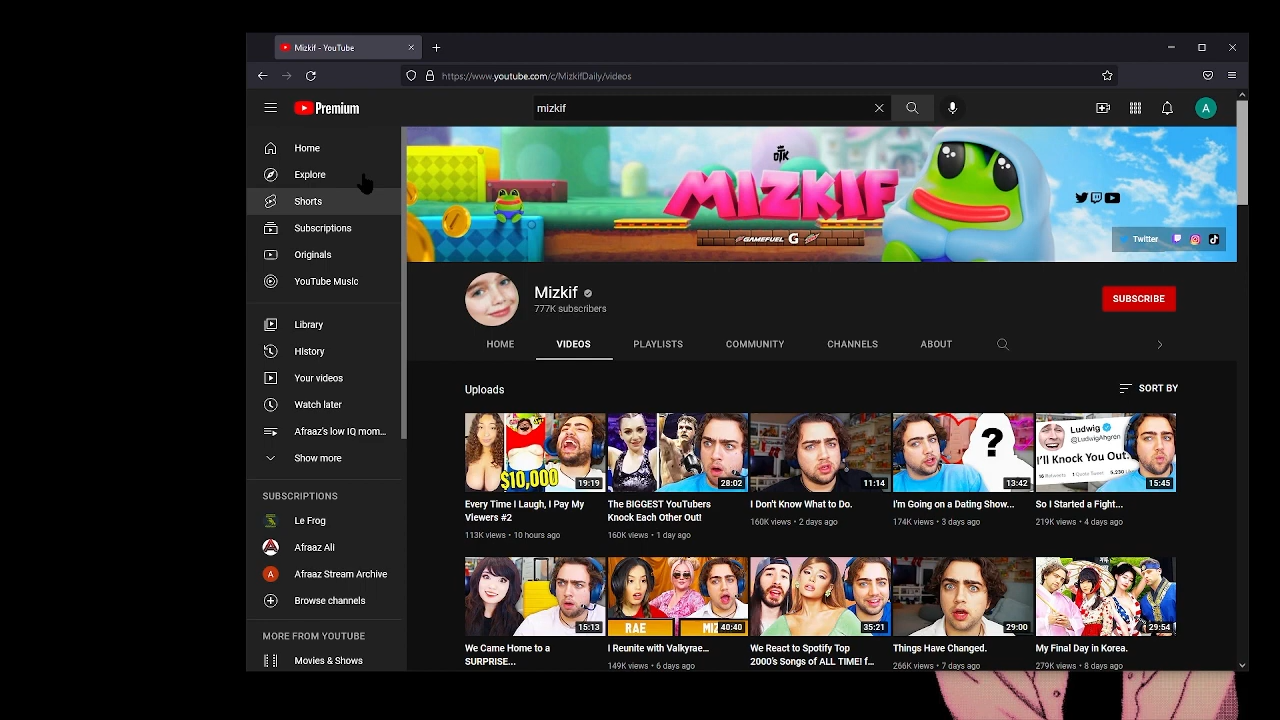 Mizkif - YouTube
https://www.youtube.com/c/MizkifDaily/videos
Premium
mizkif
A
Home
Explore
Shorts
Subscriptions
Originals
YouTube Music
Library
History
Your videos
Watch later
Afraaz's low IQ mom...
Show more
SUBSCRIPTIONS
Le Frog
Afraaz Ali
A
Afraaz Stream Archive
Browse channels
MORE FROM YOUTUBE
Movies & Shows
OTK
MIZKIF
GAMEFUEL G
Twitter
Mizkif
777K subscribers
SUBSCRIBE
HOME VIDEOS PLAYLISTS COMMUNITY CHANNELS ABOUT
Uploads
SORT BY
$10,000
19:19
Every Time I Laugh, I Pay My
Viewers #2
113K views • 10 hours ago
28:02
The BIGGEST YouTubers
Knock Each Other Out!
160K views • 1 day ago
11:14
I Don't Know What to Do.
160K views • 2 days ago
?
13:42
I'm Going on a Dating Show...
174K views • 3 days ago
Ludwig
@LudwigAhgren
I'll Knock You Out.
15:45
So I Started a Fight...
219K views • 4 days ago
15:13
We Came Home to a
SURPRISE...
RAE
MIZ
40:40
I Reunite with Valkyrae...
149K views • 6 days ago
35:21
We React to Spotify Top
2000's Songs of ALL TIME! f...
29:00
Things Have Changed.
266K views • 7 days ago
29:54
My Final Day in Korea.
279K views • 8 days ago